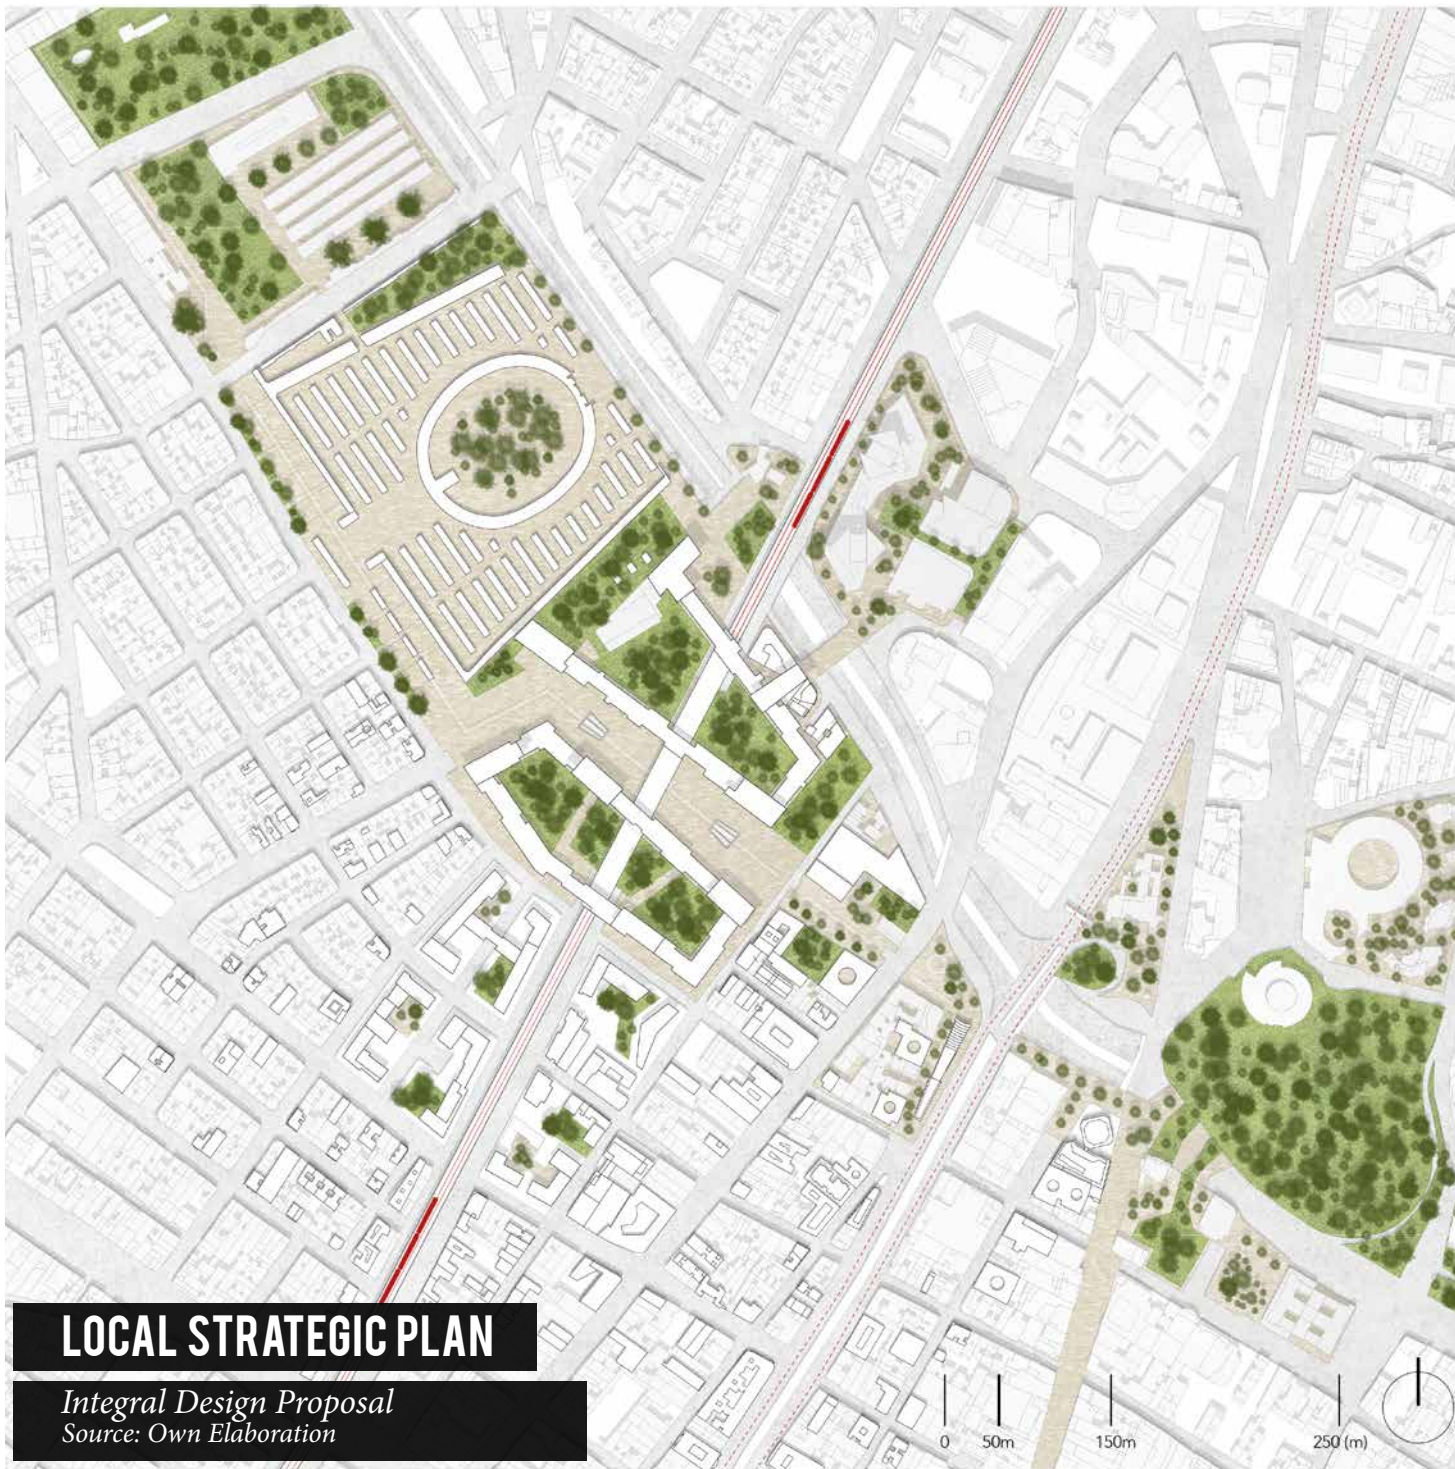 LOCAL STRATEGIC PLAN
Integral Design Proposal
Source: Own Elaboration
0 50m 150m 250 (m)